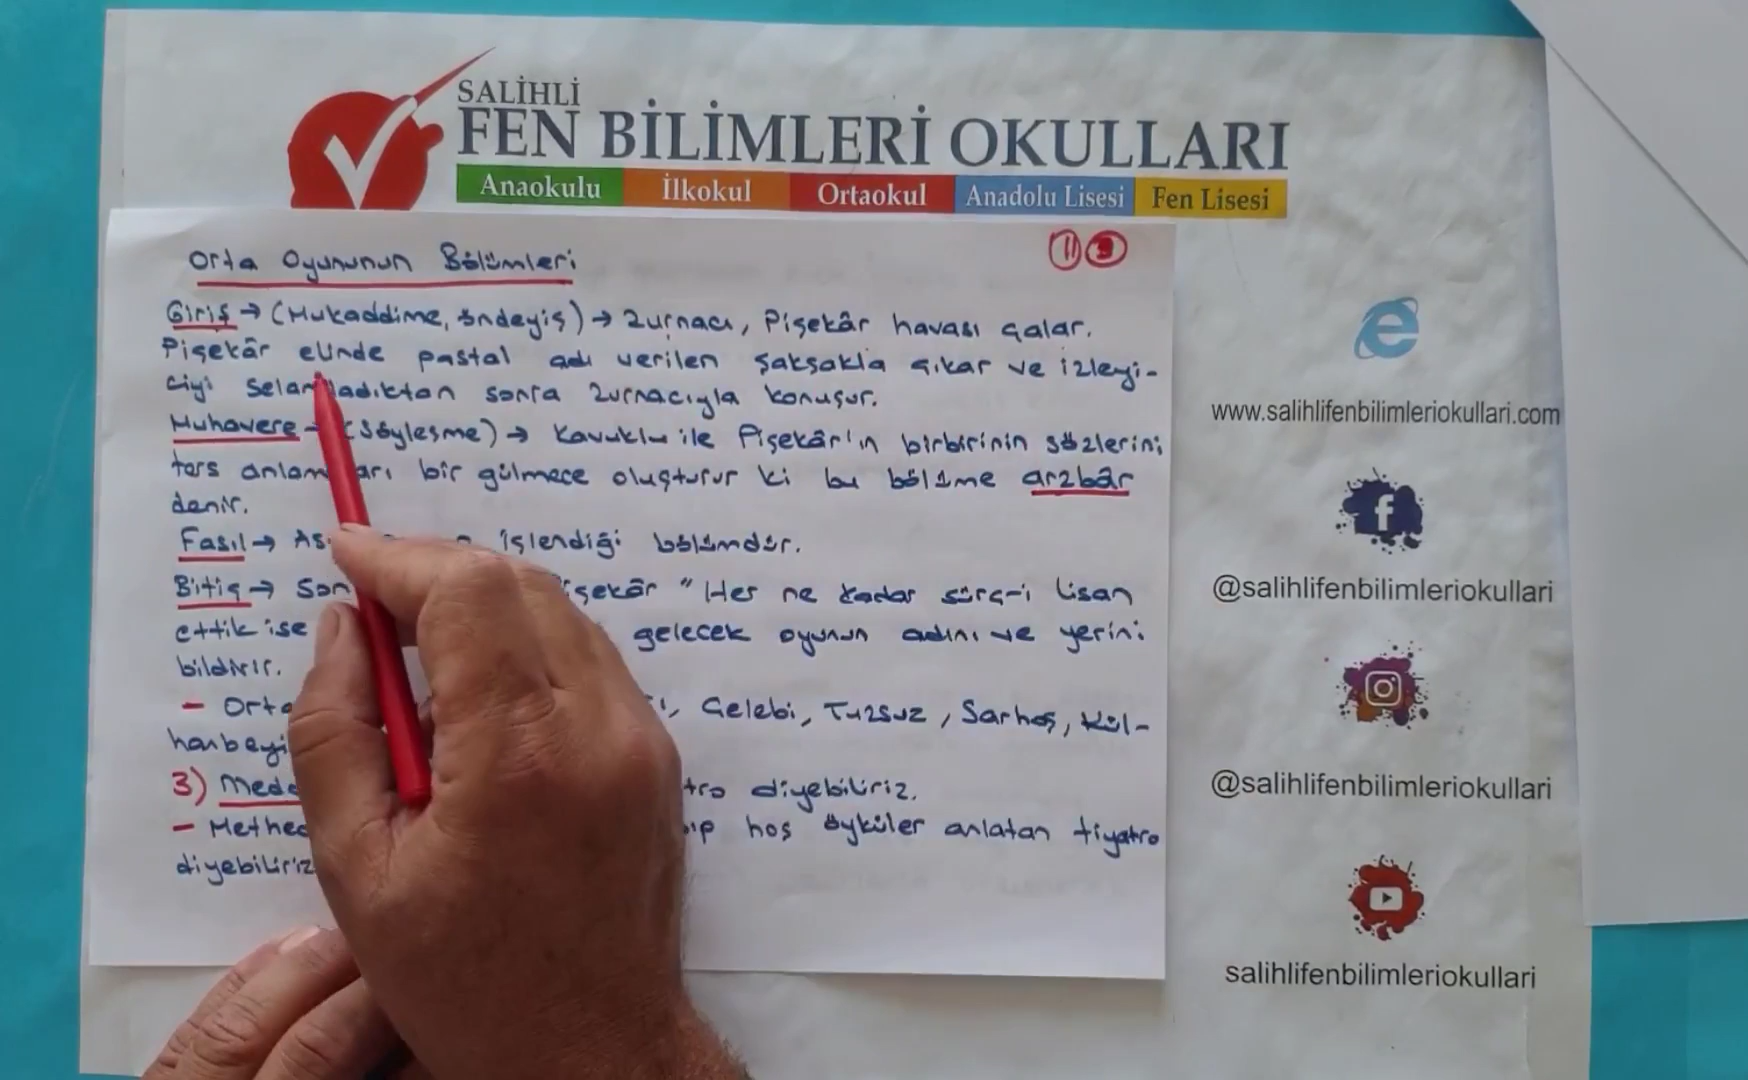 SALİHLİ
FEN BİLİMLERİ OKULLARI
Anaokulu İlkokul Ortaokul Anadolu Lisesi Fen Lisesi
Orta Oyununun Bölümleri
11
Giriş → (Mukaddime, öndeyiş) → Zurnacı, Pişekâr havası çalar.
Pişekâr elinde pastal adı verilen şakşakla çıkar ve izleyi-
ciyi selamladıktan sonra zurnacıyla konuşur.
Muhavere → (Söyleşme) → Kavuklu ile Pişekâr'ın birbirinin sözlerini
ters anlamaları bir gülmece oluşturur ki bu bölüme arzbâr
denir.
Fasıl → işlendiği bölümdür.
Bitiş → Son "Her ne kadar sürç-i lisan
ettik ise gelecek oyunun adını ve yerini
bildirir.
- Orta Çelebi, Tuzsuz, Sarhoş, Kül-
hanbeyi
3) diyebiliriz.
- hoş öyküler anlatan tiyatro
diyebiliriz
www.salihlifenbilimleriokullari.com
@salihlifenbilimleriokullari
@salihlifenbilimleriokullari
salihlifenbilimleriokullari